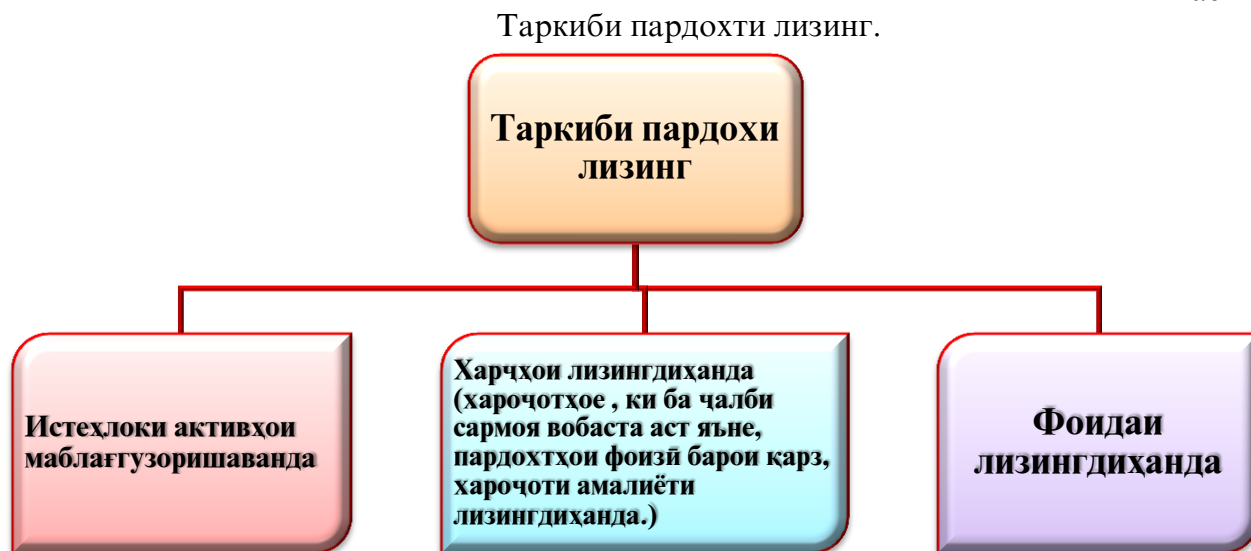 Таркиби пардохти лизинг.
Таркиби пардохи
лизинг
Истеҳлоки активҳои
маблағгузоришаванда
Харҷҳои лизингдиҳанда
(хароҷотҳое , ки ба ҷалби
сармоя вобаста аст яъне,
пардохтҳои фоизӣ барои қарз,
хароҷоти амалиёти
лизингдиҳанда.)
Фоидаи
лизингдиҳанда